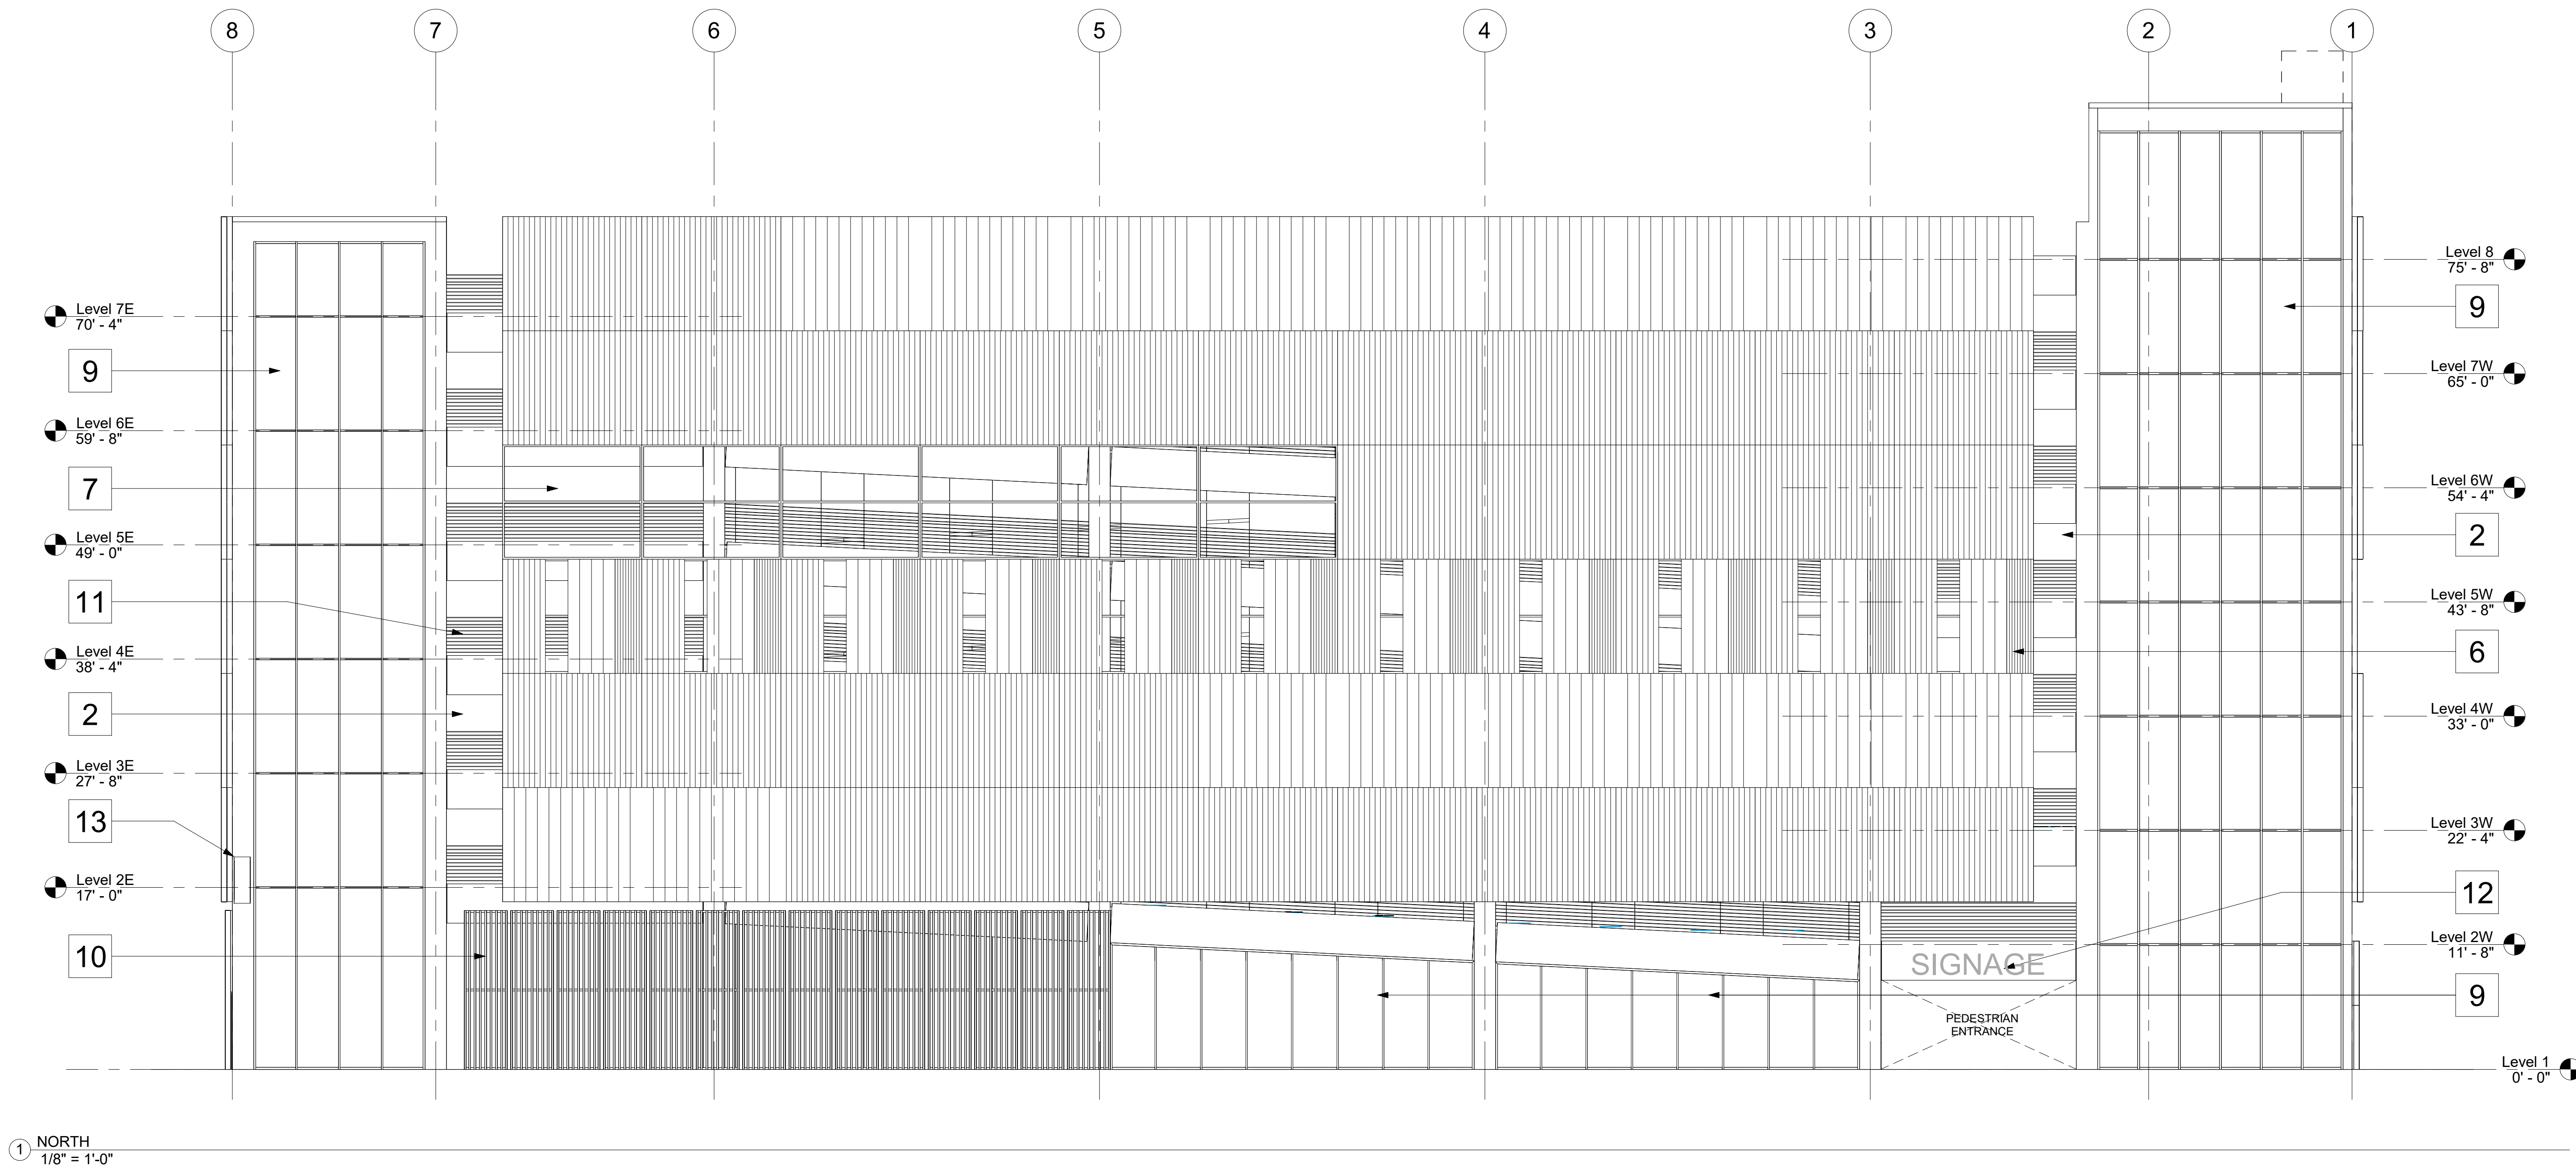 8
7
6
5
4
3
2
1
Level 8
75' - 8"
9
Level 7E
70' - 4"
9
Level 7W
65' - 0"
Level 6E
59' - 8"
7
Level 6W
54' - 4"
2
Level 5E
49' - 0"
11
Level 5W
43' - 8"
6
Level 4E
38' - 4"
2
Level 4W
33' - 0"
Level 3E
27' - 8"
13
Level 3W
22' - 4"
Level 2E
17' - 0"
12
10
Level 2W
11' - 8"
SIGNAGE
9
PEDESTRIAN
ENTRANCE
Level 1
0' - 0"
1
NORTH
1/8" = 1'-0"